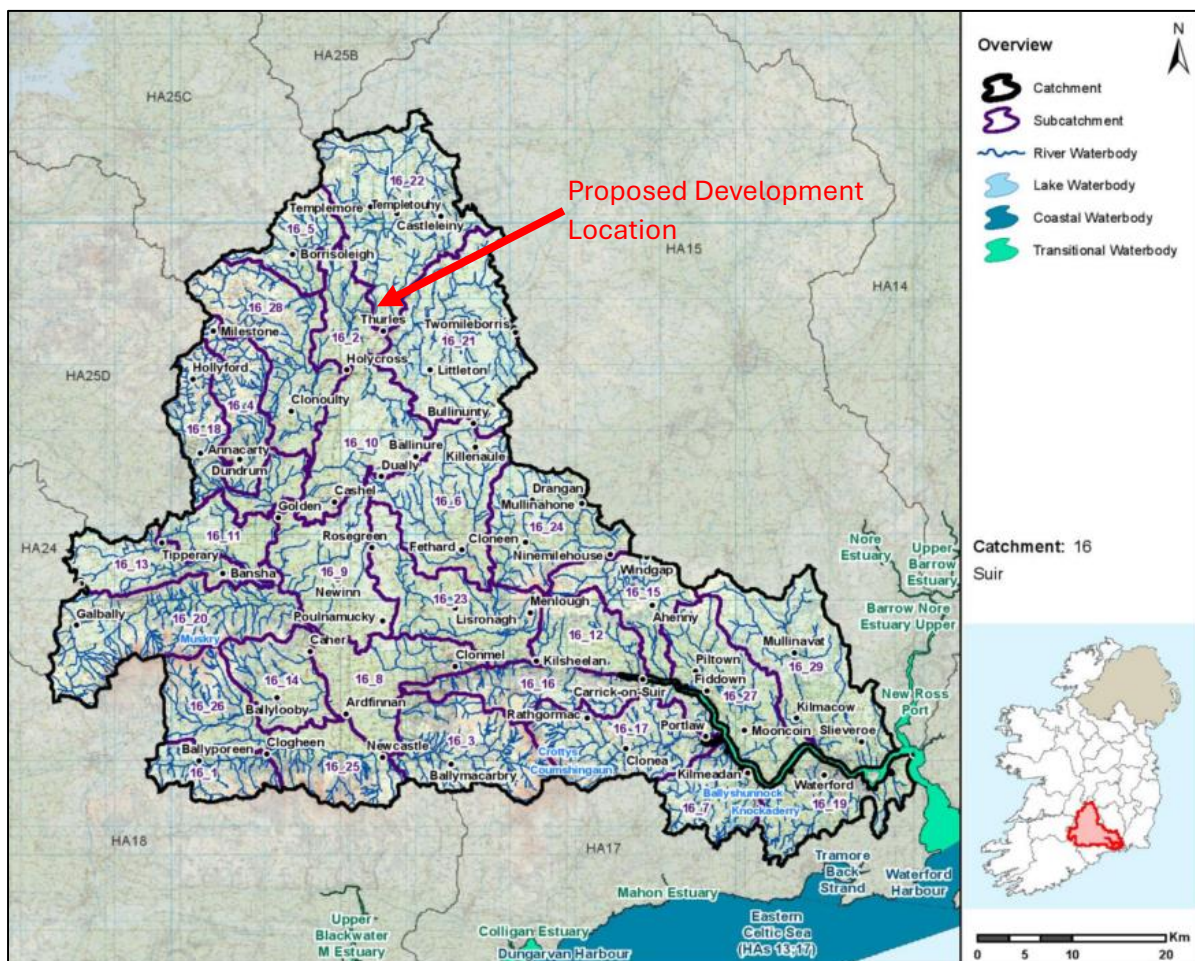 HA25B
HA25C
HA25D
HA24
HA18
HA17
HA15
HA14
Proposed Development
Location
16_22
Templemore
Templetouhy
Castleleiny
16_5
Borrisoleigh
16_28
Milestone
Thurles
16_2
Twomileborris
16_21
Holycross
Littleton
Hollyford
16_4
Clonoulty
16_18
Bullinunty
16_10
Ballinure
Killenaule
Annacarty
Dundrum
Dually
Cashel
16_6
Drangan
Mullinahone
Golden
16_24
16_11
Rosegreen
Fethard
Cloneen
Ninemilehouse
Tipperary
16_13
Bansha
16_9
Newinn
Windgap
16_15
Galbally
16_20
Muskry
Poulnamucky
16_23
Lisronagh
Menlough
Ahenny
16_12
Mullinavat
16_29
Caher
Clonmel
Kilsheelan
Piltown
Fiddown
16_14
16_8
16_16
Carrick-on-Suir
16_27
Kilmacow
16_26
Ballylooby
Ardfinnan
Rathgormac
16_17
Portlaw
Mooncoin
Slieveroe
Ballyporeen
Clogheen
Newcastle
16_3
Crottys
Coumshingaun
Clonea
16_1
16_25
Ballymacarbry
Kilmeadan
Waterford
Ballyshunnock
16_19
16_7
Knockaderry
Nore
Estuary
Upper
Barrow
Estuary
Barrow Nore
Estuary Upper
New Ross
Port
Tramore
Back
Strand
Waterford
Harbour
Mahon Estuary
Eastern
Celtic Sea
(HAs 13;17)
Upper
Blackwater
M Estuary
Colligan Estuary
Dungarvan Harbour
Overview
N
Catchment
Subcatchment
River Waterbody
Lake Waterbody
Coastal Waterbody
Transitional Waterbody
Catchment: 16
Suir
Km
0 5 10 20